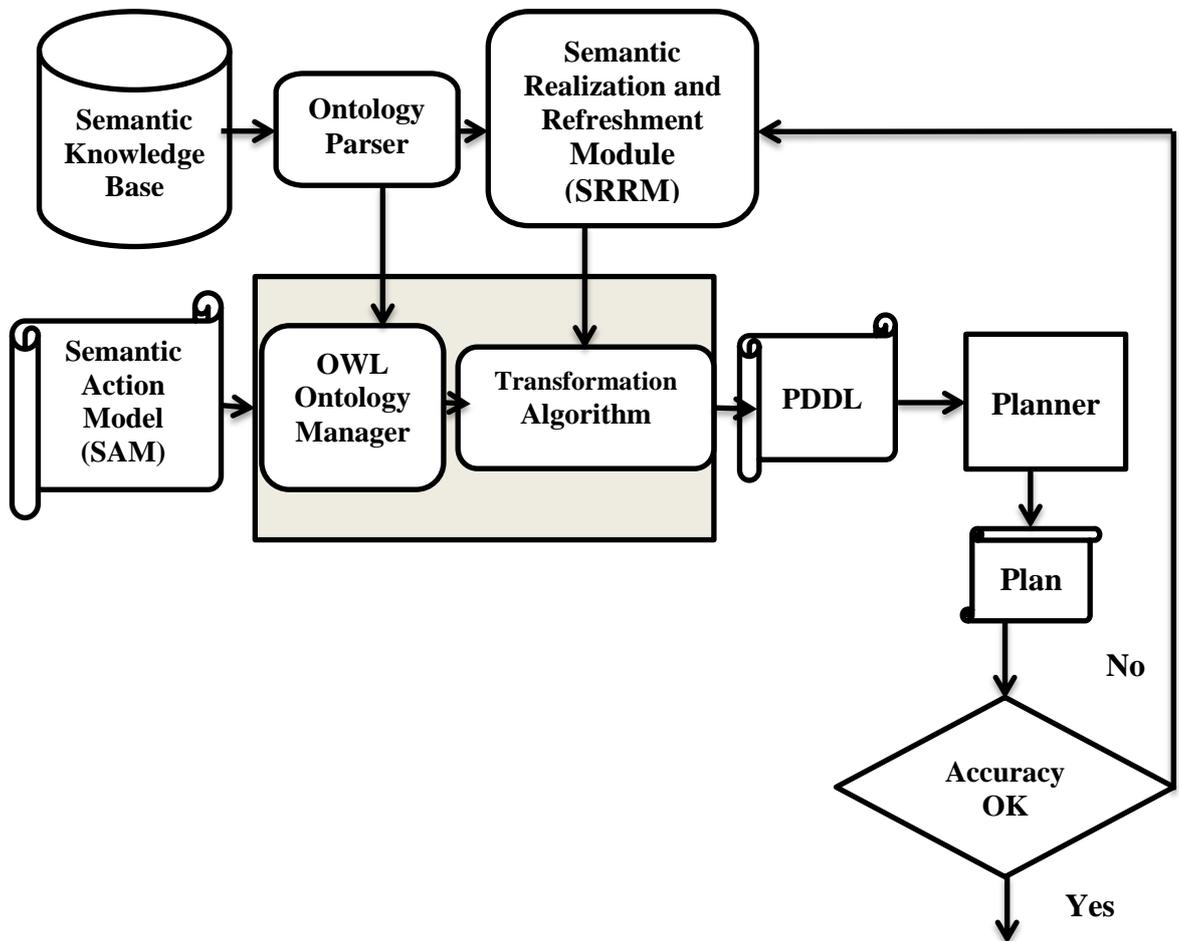 Semantic
Knowledge
Base
Ontology
Parser
Semantic
Realization and
Refreshment
Module
(SRRM)
Semantic
Action
Model
(SAM)
OWL
Ontology
Manager
Transformation
Algorithm
PDDL
Planner
Plan
No
Accuracy
OK
Yes